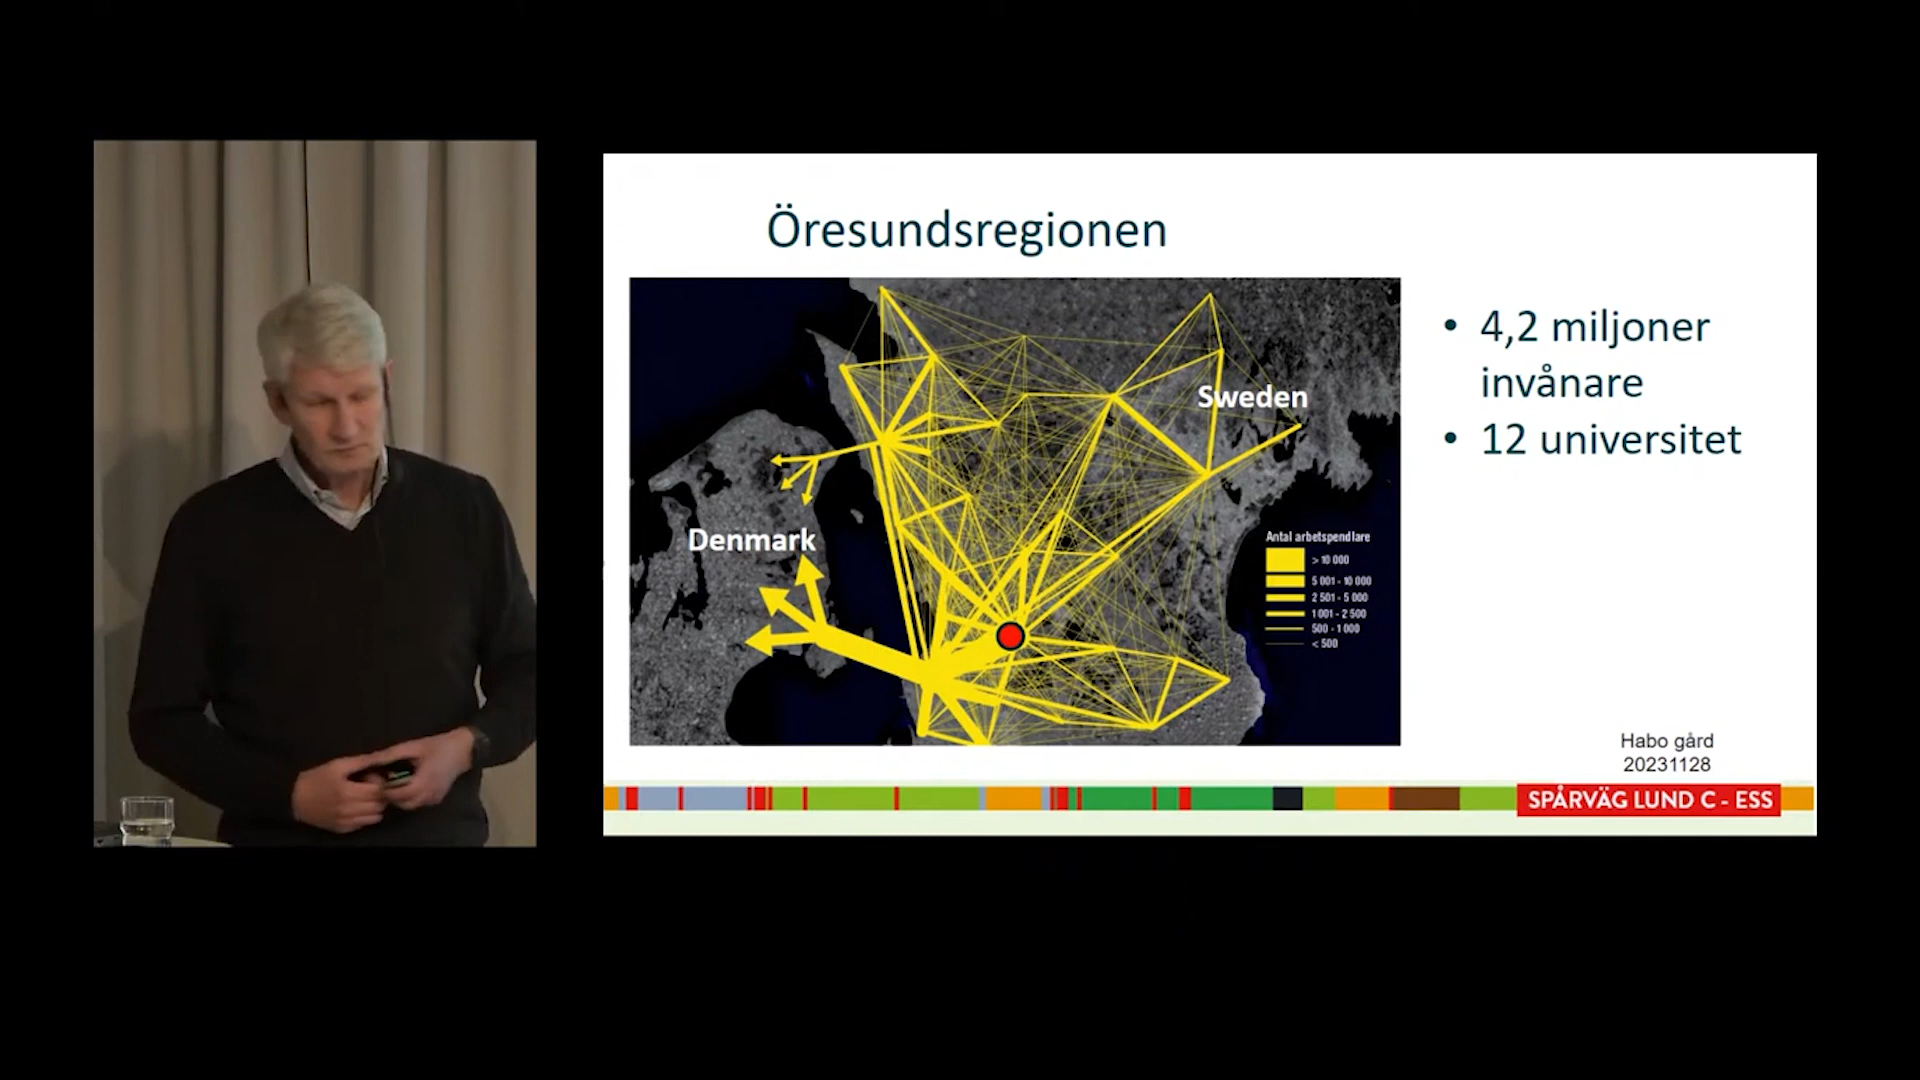 Öresundsregionen
Sweden
Denmark
Antal arbetspendlare
> 10 000
5 001 - 10 000
2 501 - 5 000
1 001 - 2 500
500 - 1 000
< 500
• 4,2 miljoner
invånare
• 12 universitet
Habo gård
20231128
SPÅRVÄG LUND C - ESS